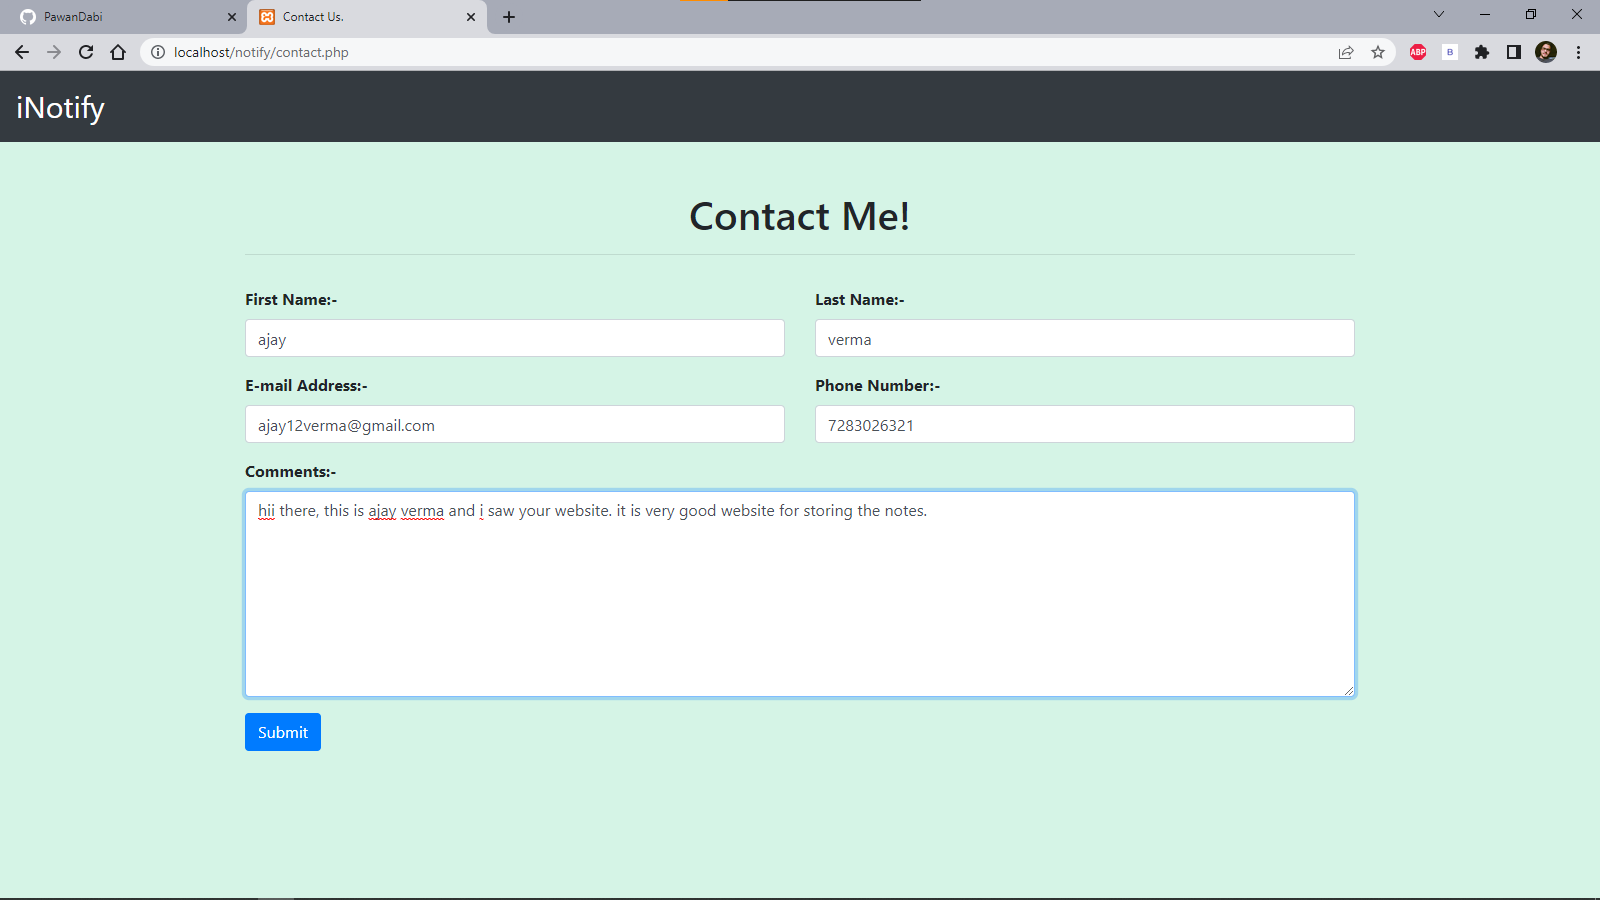 PawanDabi
Contact Us.
localhost/notify/contact.php
ABP
B
iNotify
Contact Me!
First Name:-
Last Name:-
ajay
verma
E-mail Address:-
Phone Number:-
ajay12verma@gmail.com
7283026321
Comments:-
hii there, this is ajay verma and i saw your website. it is very good website for storing the notes.
Submit